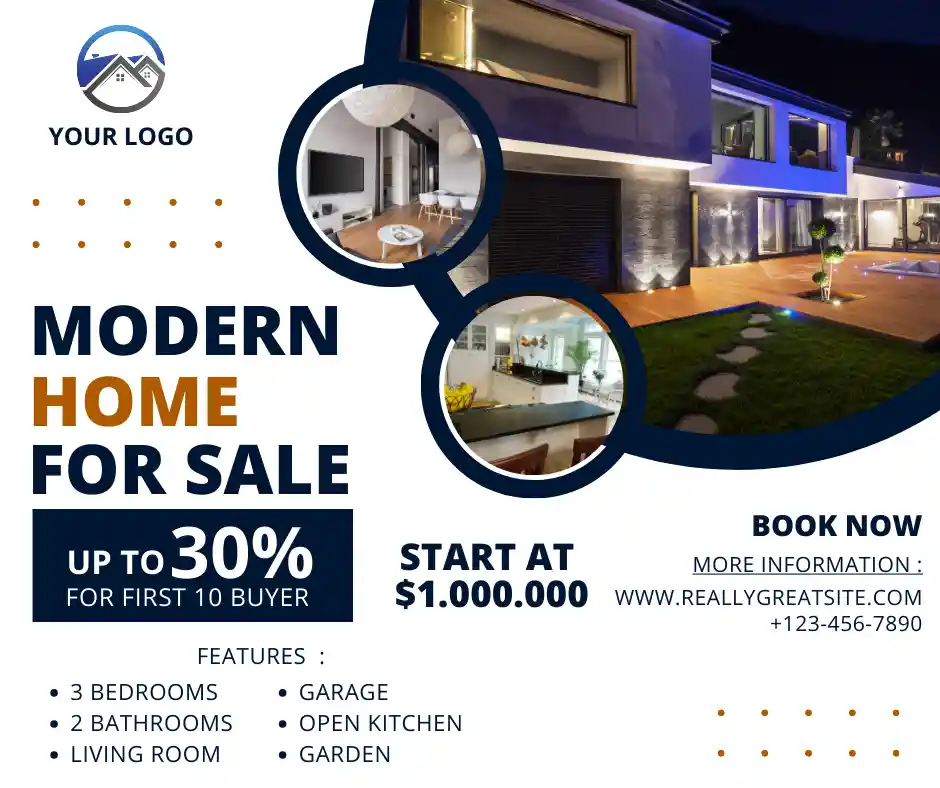 YOUR LOGO
MODERN
HOME
FOR SALE
UP TO 30%
FOR FIRST 10 BUYER
START AT
$1.000.000
BOOK NOW
MORE INFORMATION :
WWW.REALLYGREATSITE.COM
+123-456-7890
FEATURES :
• 3 BEDROOMS
• 2 BATHROOMS
• LIVING ROOM
• GARAGE
• OPEN KITCHEN
• GARDEN